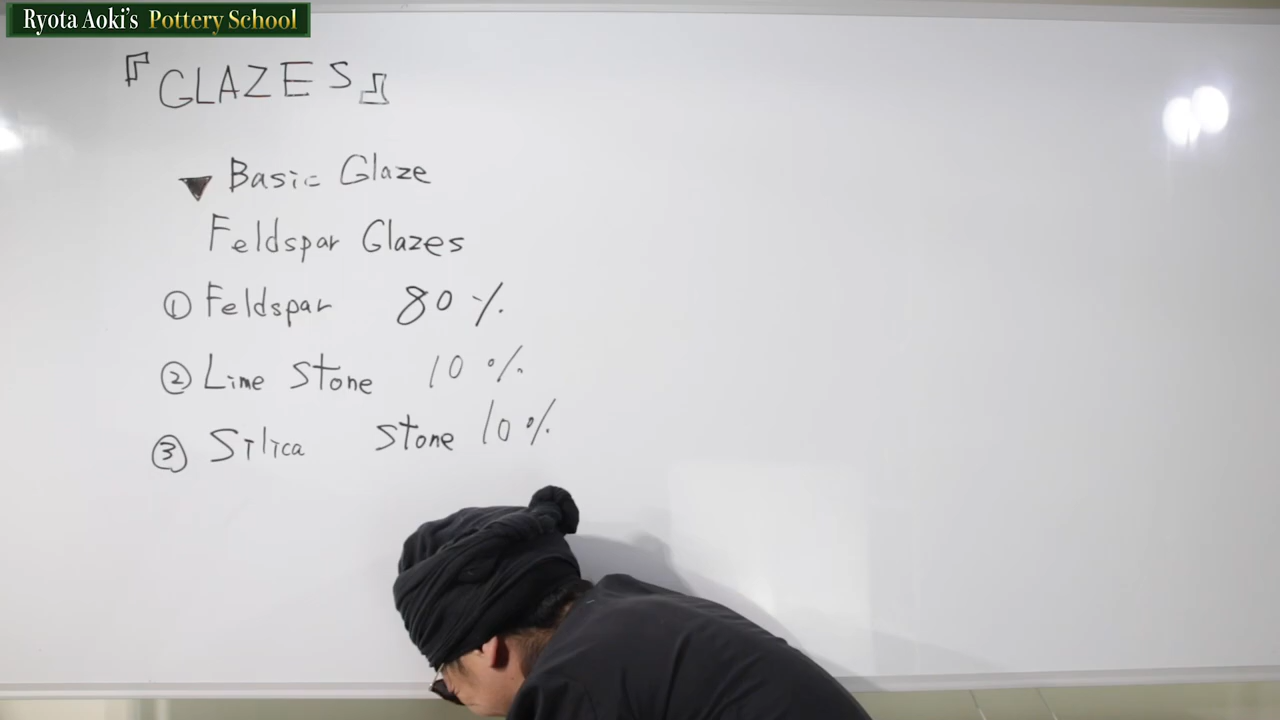 Ryota Aoki's Pottery School
『GLAZES』
▼ Basic Glaze
Feldspar Glazes
① Feldspar 80%
② Lime Stone 10%
③ Silica Stone 10%